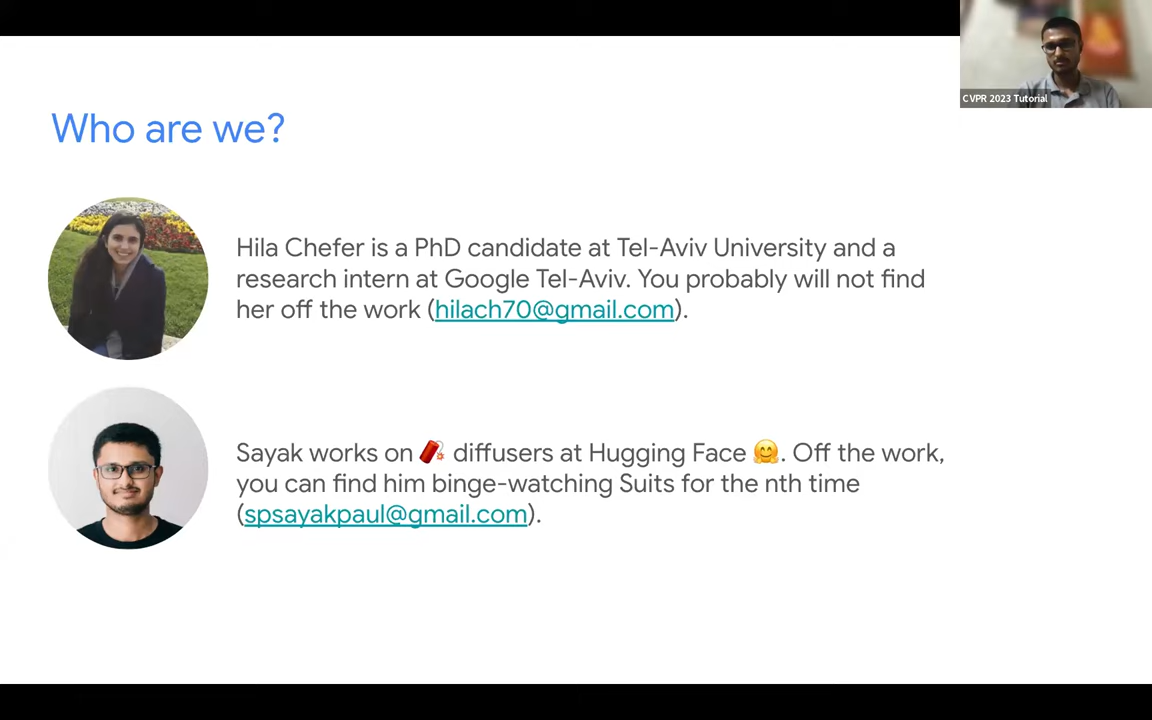 CVPR 2023 Tutorial
Who are we?
Hila Chefer is a PhD candidate at Tel-Aviv University and a
research intern at Google Tel-Aviv. You probably will not find
her off the work (hilach70@gmail.com).
Sayak works on 🧨 diffusers at Hugging Face 🤗. Off the work,
you can find him binge-watching Suits for the nth time
(spsayakpaul@gmail.com).